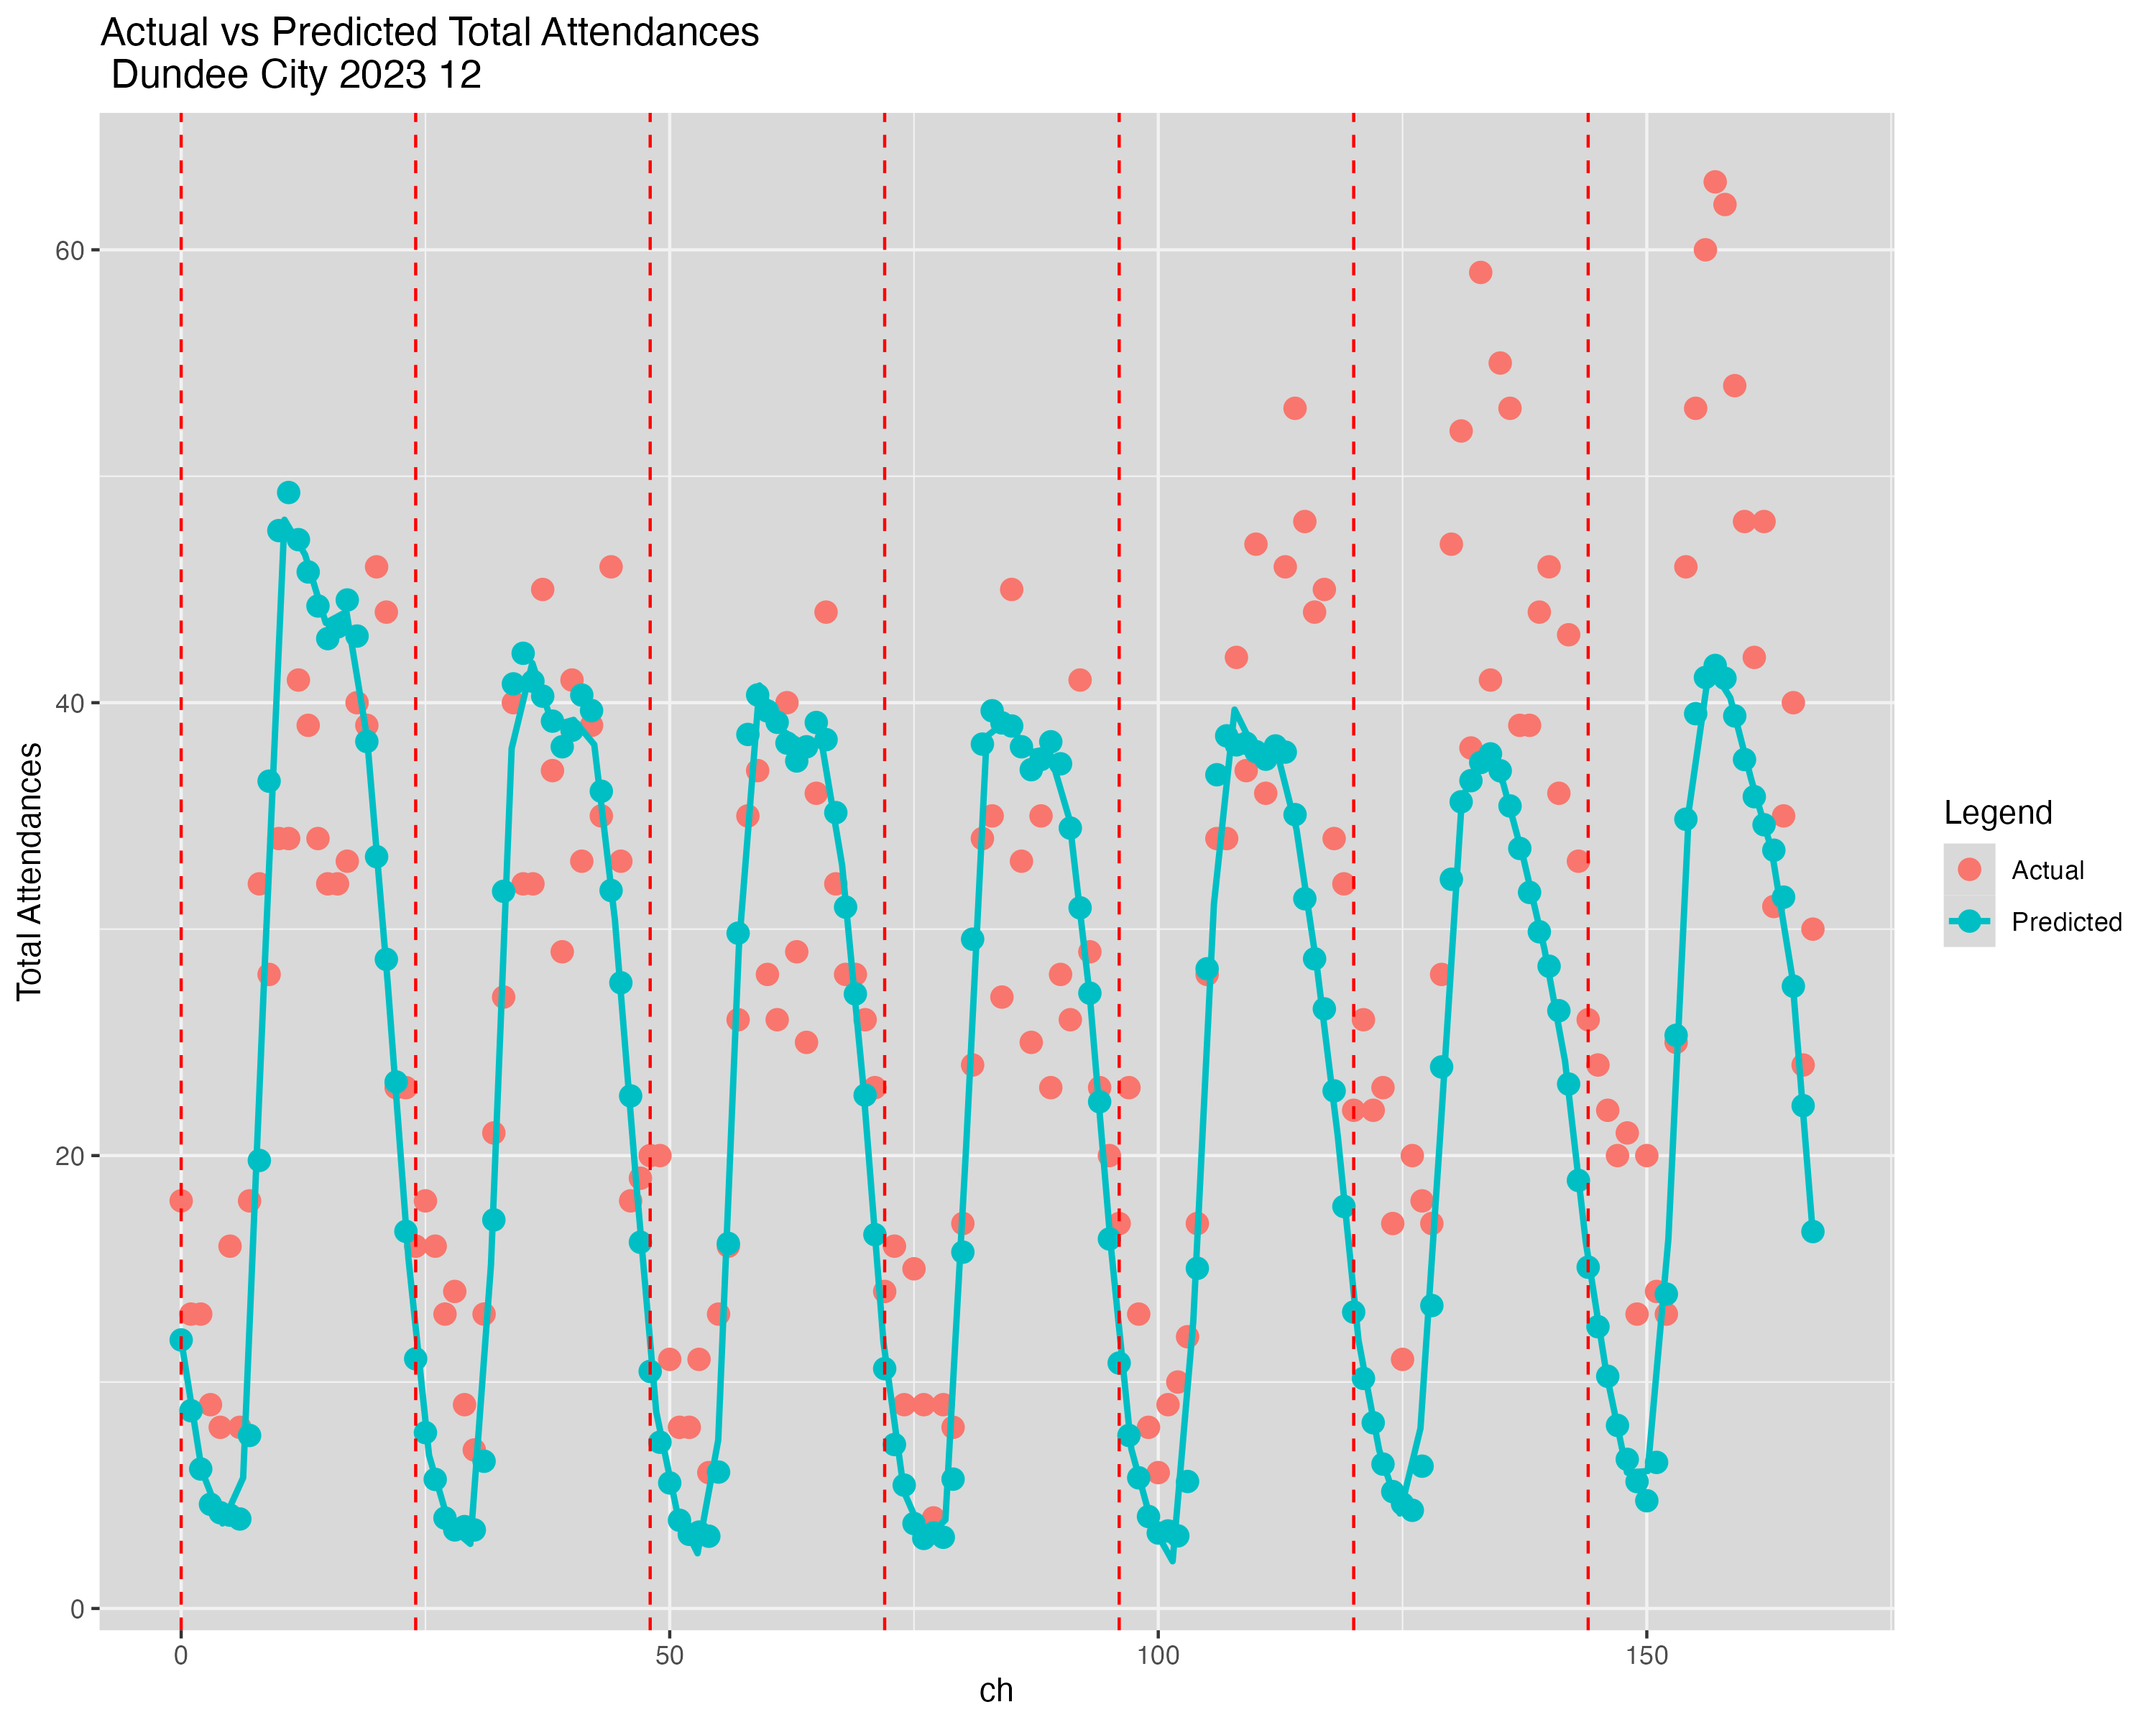 Actual vs Predicted Total Attendances
Dundee City 2023 12
Total Attendances
60
40
20
0
0
50
100
150
ch
Legend
Actual
Predicted